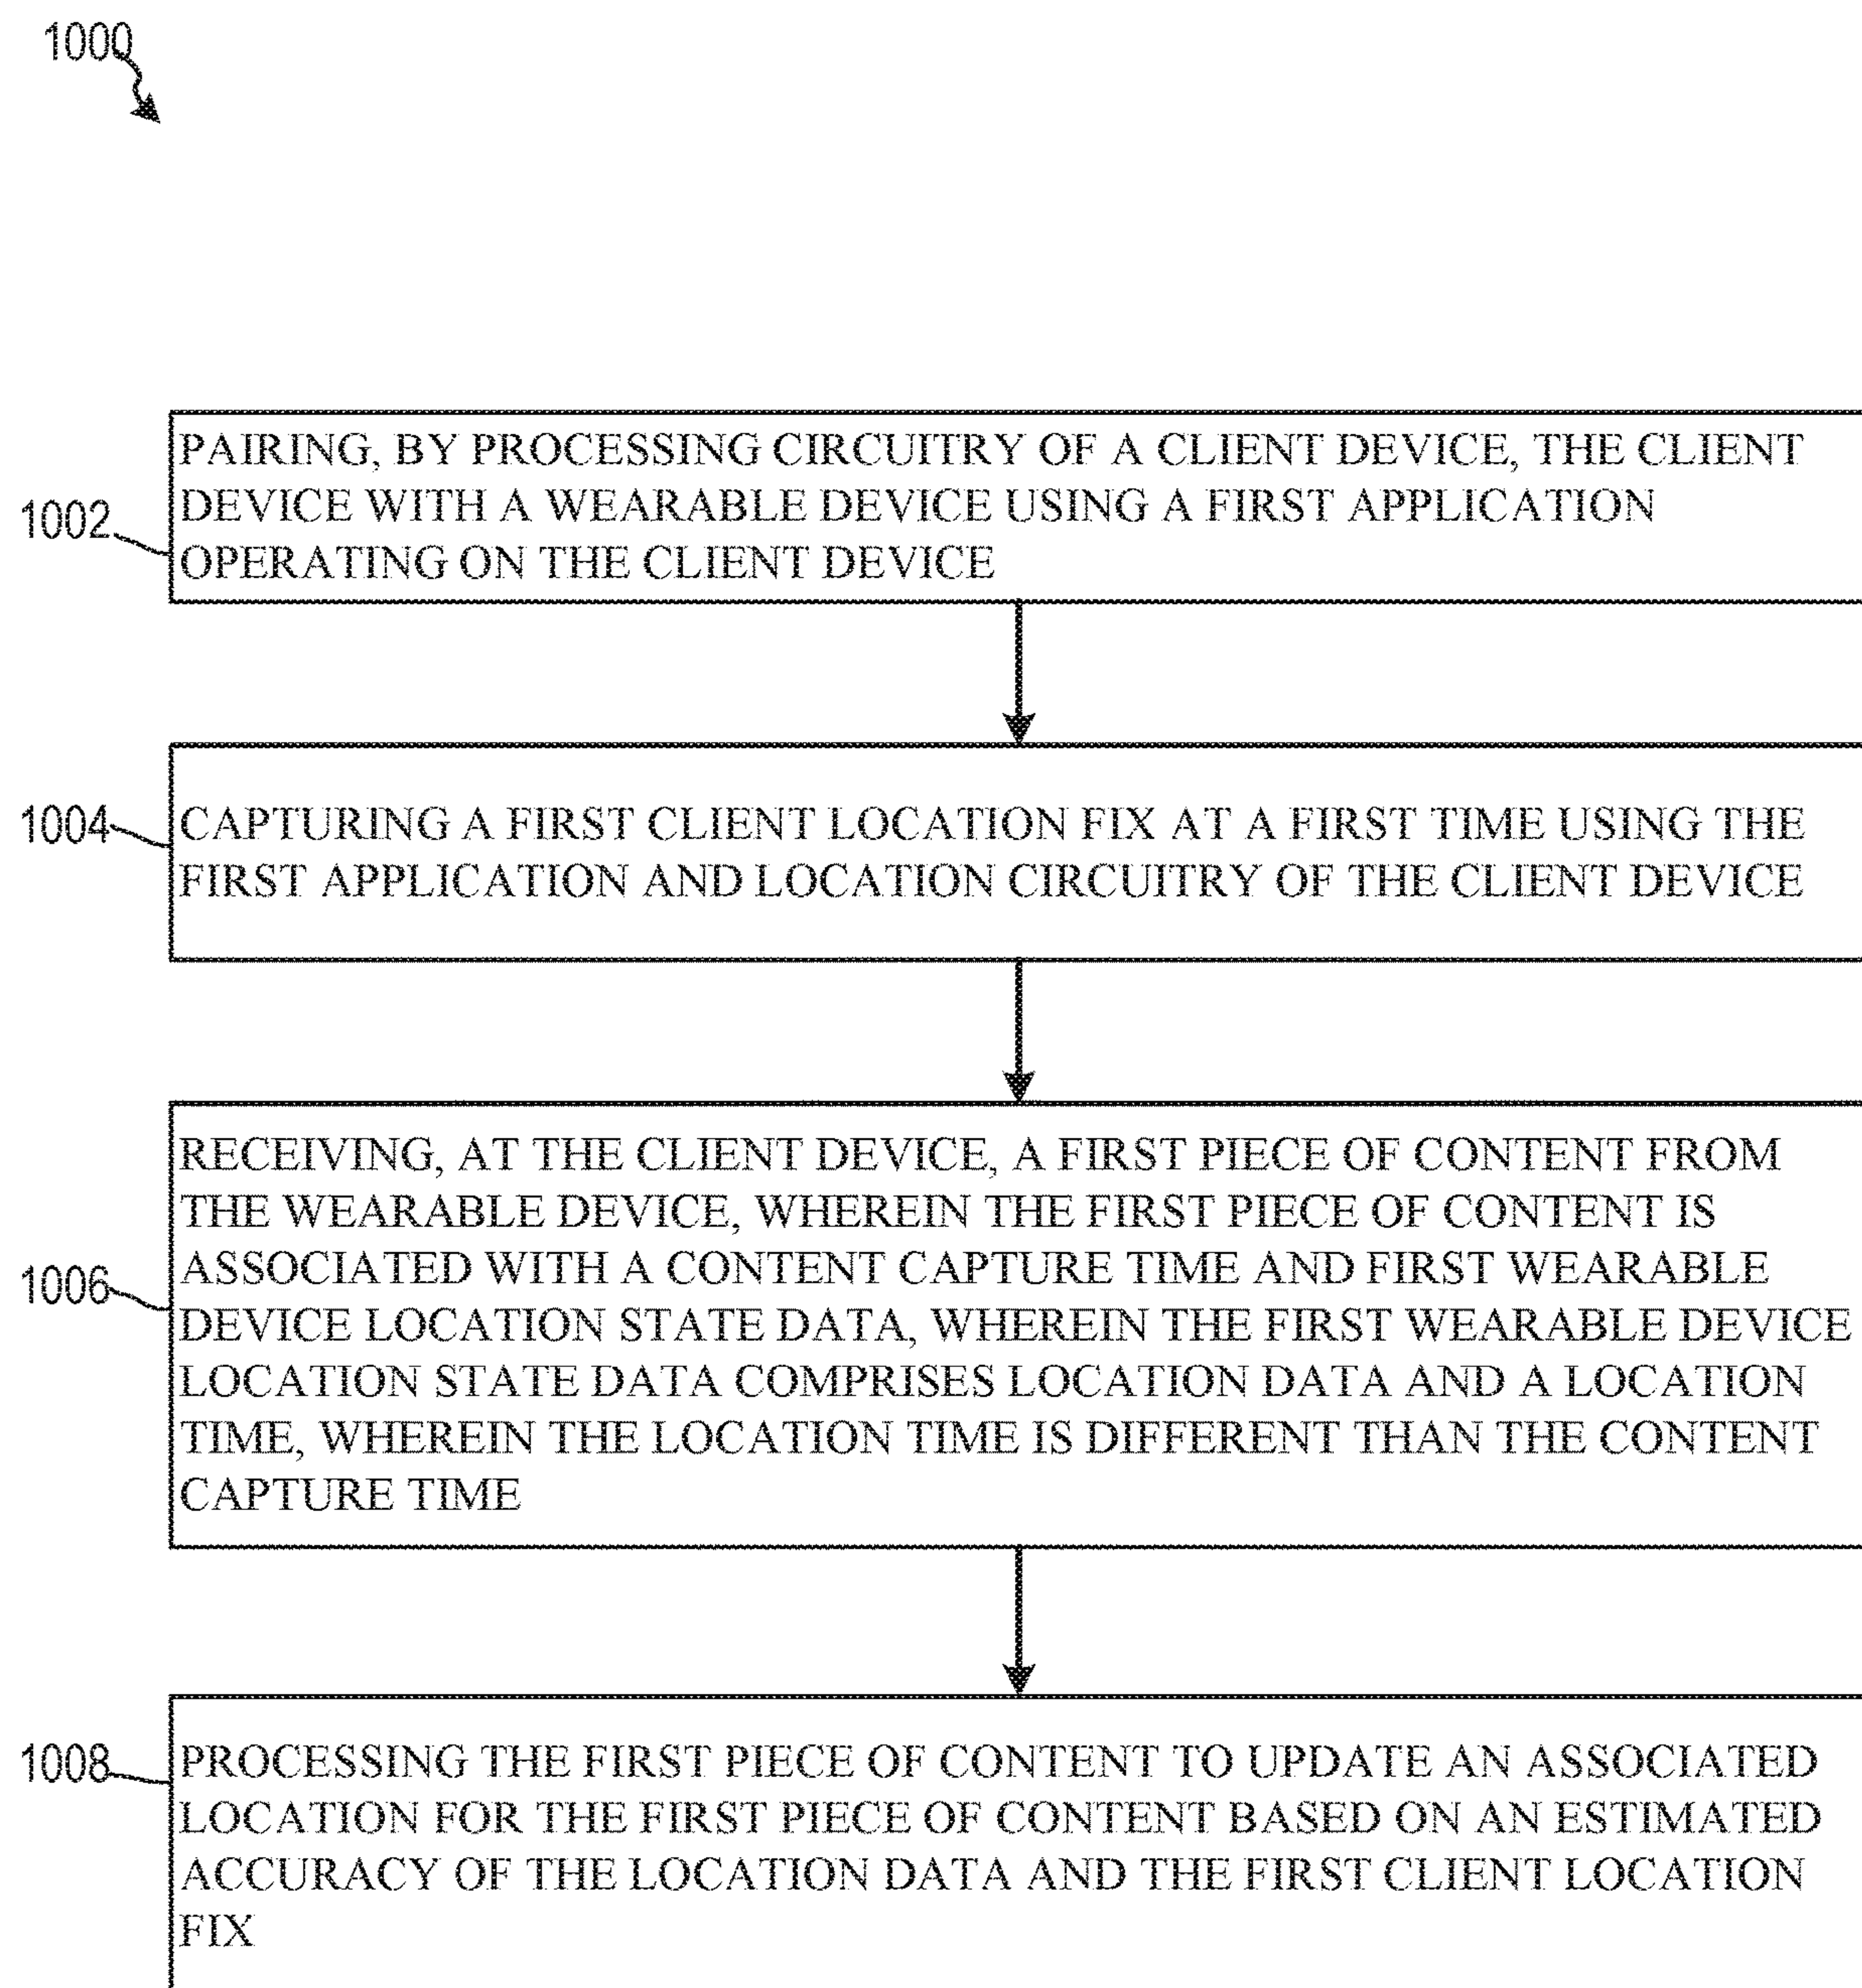 1000
PAIRING, BY PROCESSING CIRCUITRY OF A CLIENT DEVICE, THE CLIENT
DEVICE WITH A WEARABLE DEVICE USING A FIRST APPLICATION
OPERATING ON THE CLIENT DEVICE
1002
CAPTURING A FIRST CLIENT LOCATION FIX AT A FIRST TIME USING THE
FIRST APPLICATION AND LOCATION CIRCUITRY OF THE CLIENT DEVICE
1004
RECEIVING, AT THE CLIENT DEVICE, A FIRST PIECE OF CONTENT FROM
THE WEARABLE DEVICE, WHEREIN THE FIRST PIECE OF CONTENT IS
ASSOCIATED WITH A CONTENT CAPTURE TIME AND FIRST WEARABLE
DEVICE LOCATION STATE DATA, WHEREIN THE FIRST WEARABLE DEVICE
LOCATION STATE DATA COMPRISES LOCATION DATA AND A LOCATION
TIME, WHEREIN THE LOCATION TIME IS DIFFERENT THAN THE CONTENT
CAPTURE TIME
1006
PROCESSING THE FIRST PIECE OF CONTENT TO UPDATE AN ASSOCIATED
LOCATION FOR THE FIRST PIECE OF CONTENT BASED ON AN ESTIMATED
ACCURACY OF THE LOCATION DATA AND THE FIRST CLIENT LOCATION
FIX
1008